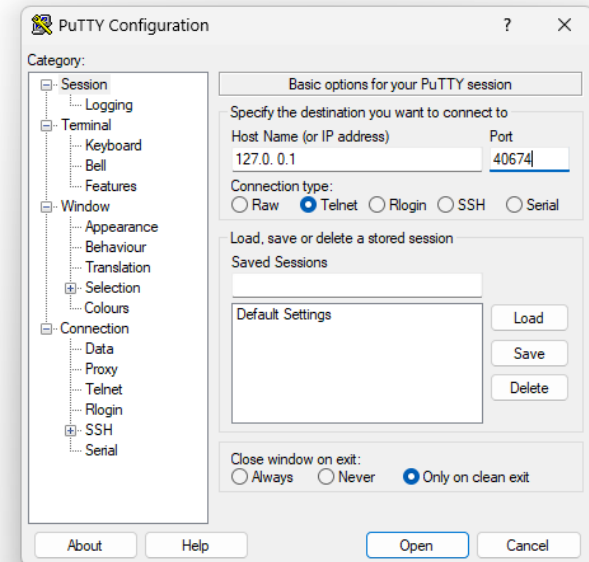 PuTTY Configuration
?
Category:
Session
Logging
Terminal
Keyboard
Bell
Features
Window
Appearance
Behaviour
Translation
Selection
Colours
Connection
Data
Proxy
Telnet
Rlogin
SSH
Serial
Basic options for your PuTTY session
Specify the destination you want to connect to
Host Name (or IP address) Port
127.0. 0.1 40674
Connection type:
Raw Telnet Rlogin SSH Serial
Load, save or delete a stored session
Saved Sessions
Default Settings
Load
Save
Delete
Close window on exit:
Always Never Only on clean exit
About Help Open Cancel